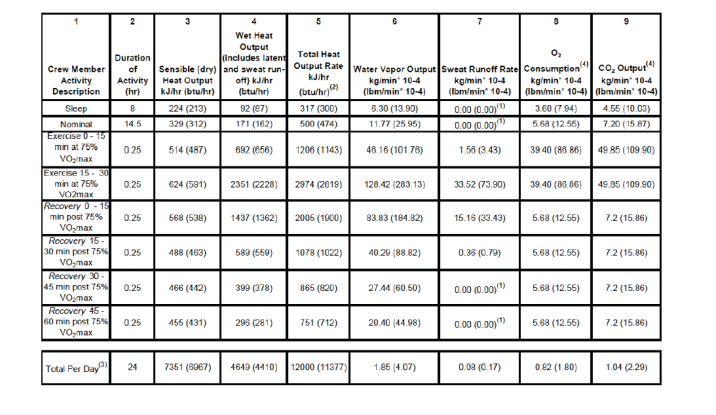 1 2 3 4 5 6 7 8 9
Crew Member Activity Description | Duration of Activity (hr) | Sensible (dry) Heat Output kJ/hr (btu/hr) | Wet Heat Output (includes latent and sweat run-off) kJ/hr (btu/hr) | Total Heat Output Rate kJ/hr (btu/hr)(2) | Water Vapor Output kg/min* 10-4 (lbm/min* 10-4) | Sweat Runoff Rate kg/min* 10-4 (lbm/min* 10-4) | O2 Consumption(4) kg/min* 10-4 (lbm/min* 10-4) | CO2 Output(4) kg/min* 10-4 (lbm/min* 10-4)
Sleep 8 224 (213) 92 (87) 317 (300) 6.30 (13.90) 0.00 (0.00)(1) 3.60 (7.94) 4.55 (10.03)
Nominal 14.5 329 (312) 171 (162) 500 (474) 11.77 (25.95) 0.00 (0.00)(1) 5.68 (12.55) 7.20 (15.87)
Exercise 0 - 15 min at 75% VO2max 0.25 514 (487) 692 (656) 1206 (1143) 46.16 (101.76) 1.56 (3.43) 39.40 (86.86) 49.85 (109.90)
Exercise 15 - 30 min at 75% VO2max 0.25 624 (591) 2351 (2228) 2974 (2819) 128.42 (283.13) 33.52 (73.90) 39.40 (86.86) 49.85 (109.90)
Recovery 0 - 15 min post 75% VO2max 0.25 568 (538) 1437 (1362) 2005 (1900) 83.83 (184.82) 15.16 (33.43) 5.68 (12.55) 7.2 (15.86)
Recovery 15 - 30 min post 75% VO2max 0.25 488 (463) 589 (559) 1078 (1022) 40.29 (88.82) 0.36 (0.79) 5.68 (12.55) 7.2 (15.86)
Recovery 30 - 45 min post 75% VO2max 0.25 466 (442) 399 (378) 865 (820) 27.44 (60.50) 0.00 (0.00)(1) 5.68 (12.55) 7.2 (15.86)
Recovery 45 - 60 min post 75% VO2max 0.25 455 (431) 296 (281) 751 (712) 20.40 (44.98) 0.00 (0.00)(1) 5.68 (12.55) 7.2 (15.86)
Total Per Day(3) 24 7351 (6967) 4649 (4410) 12000 (11377) 1.85 (4.07) 0.08 (0.17) 0.82 (1.80) 1.04 (2.29)